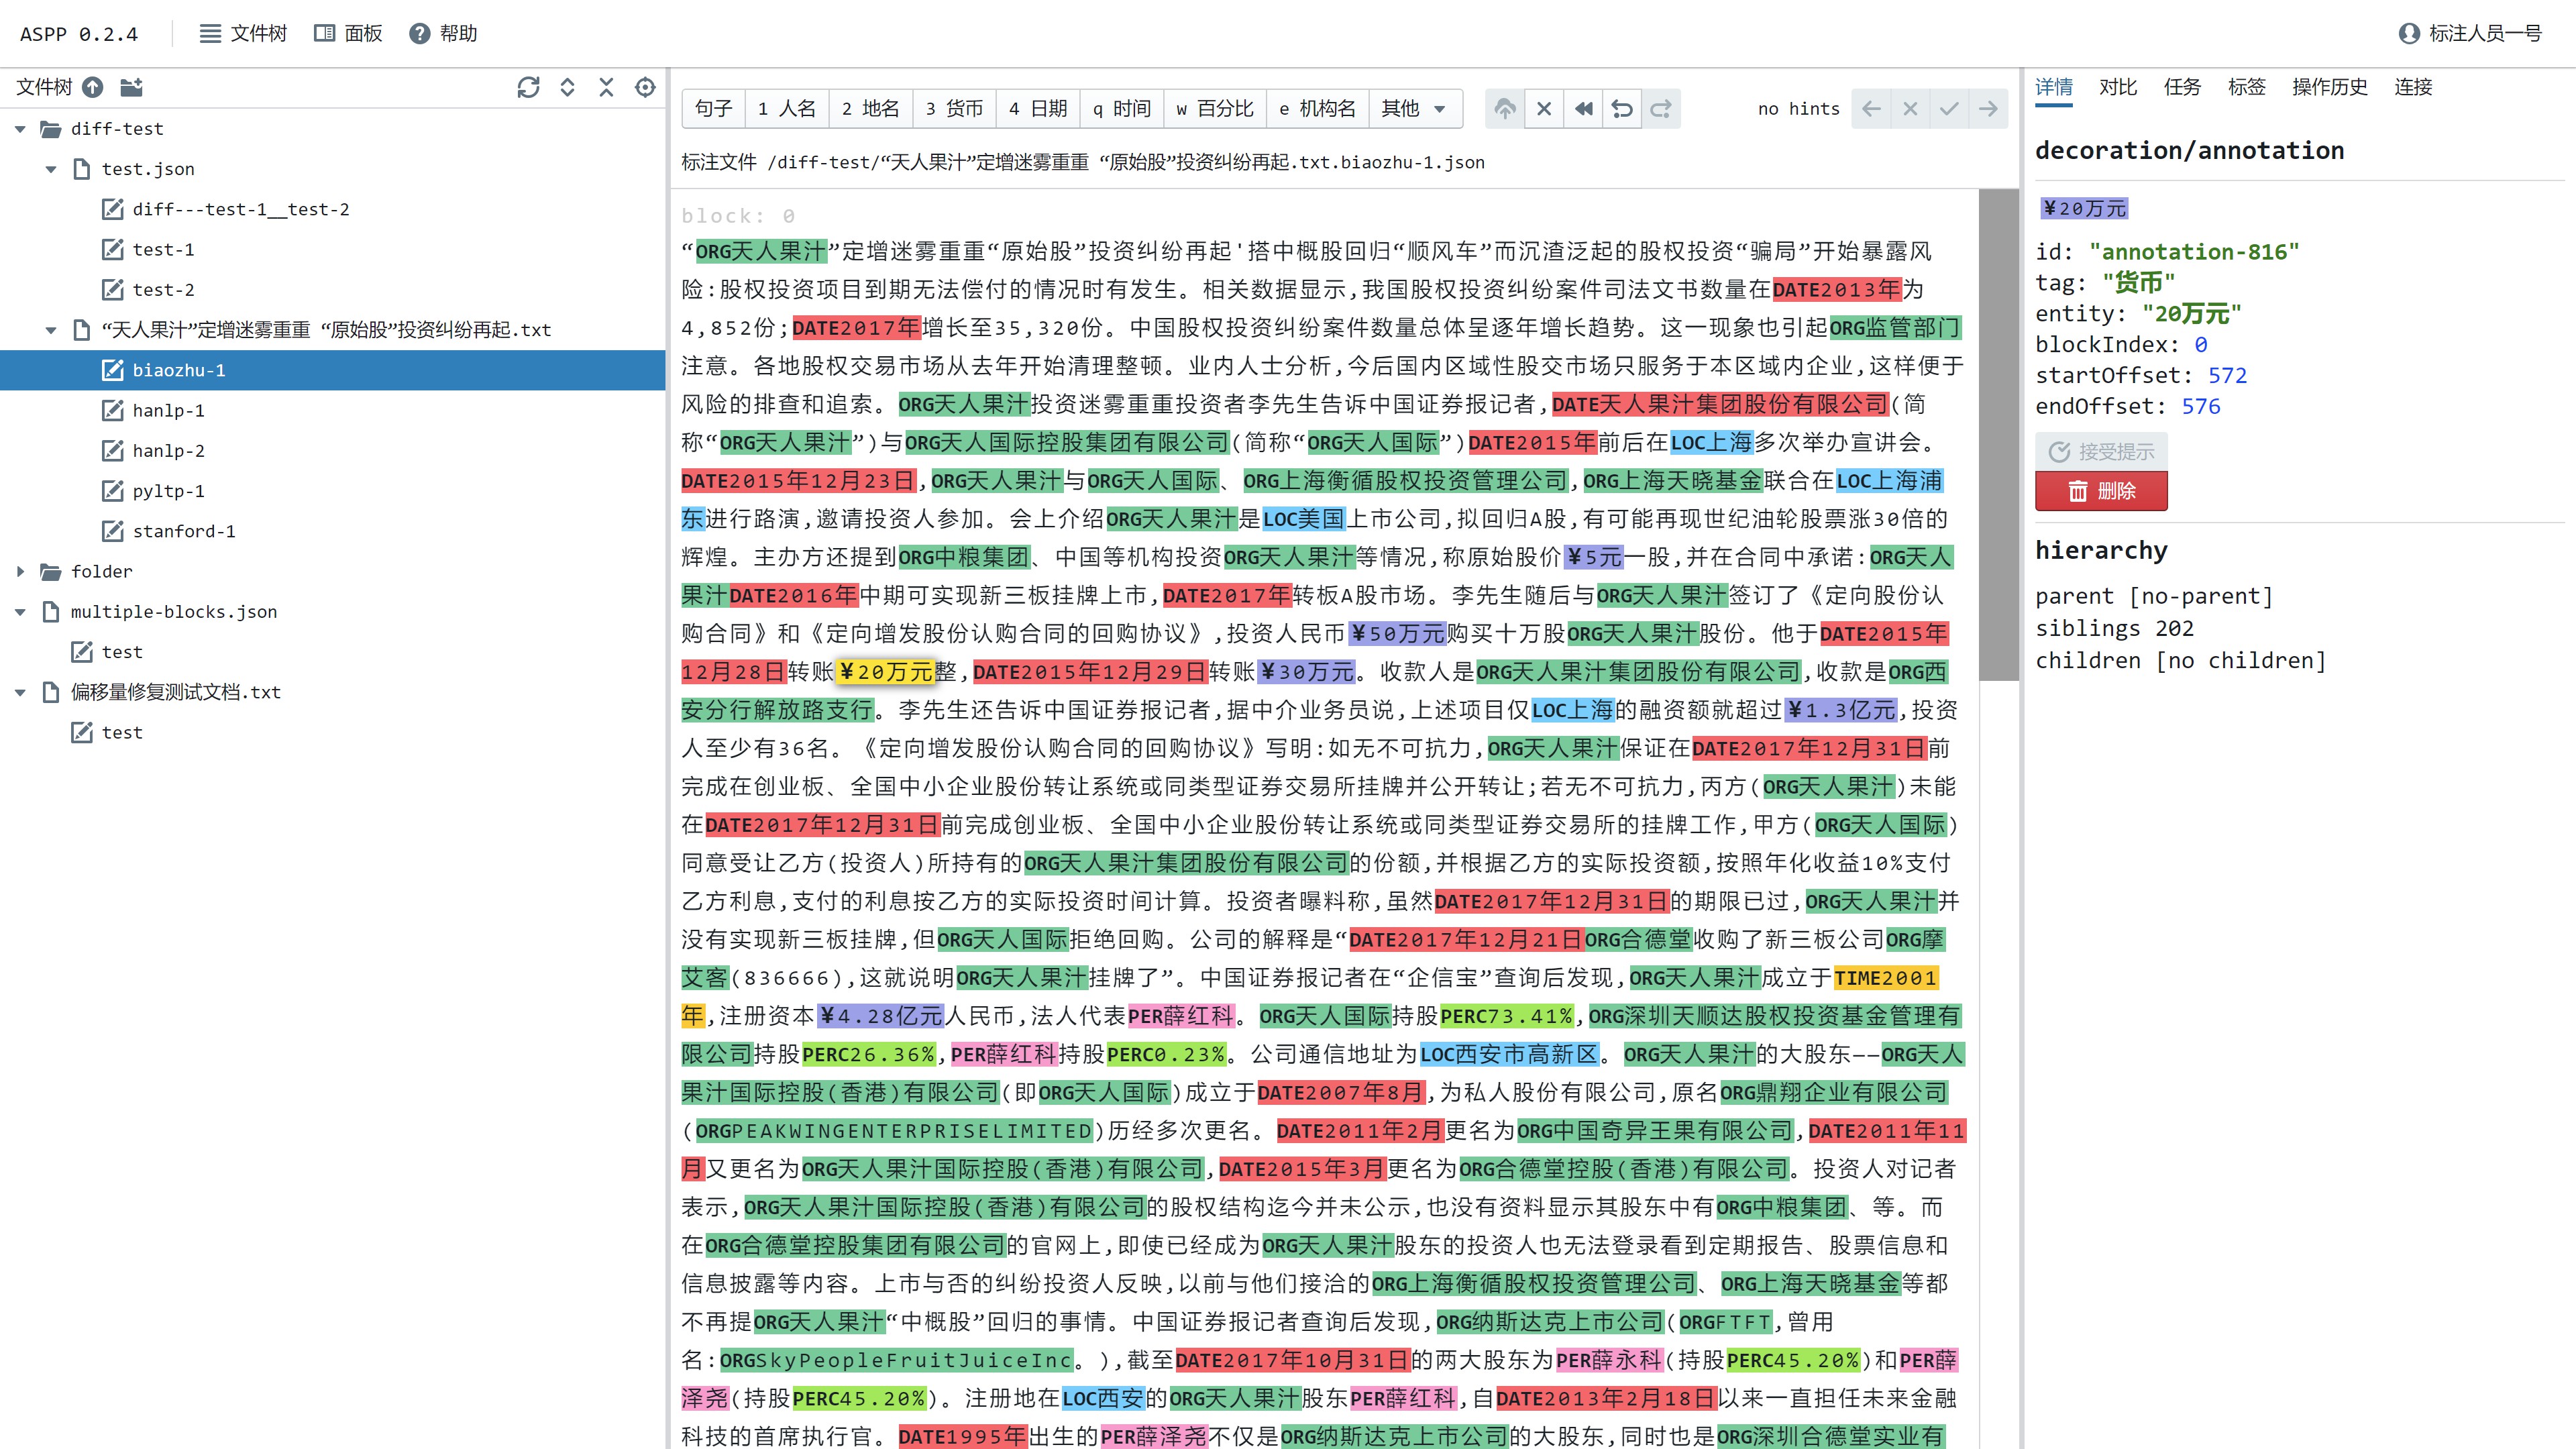 ASPP 0.2.4 文件树 面板 帮助 标注人员一号
文件树
diff-test
test.json
diff---test-1__test-2
test-1
test-2
“天人果汁”定增迷雾重重 “原始股”投资纠纷再起.txt
biaozhu-1
hanlp-1
hanlp-2
pyltp-1
stanford-1
folder
multiple-blocks.json
test
偏移量修复测试文档.txt
test
句子 1 人名 2 地名 3 货币 4 日期 q 时间 w 百分比 e 机构名 其他 no hints
标注文件 /diff-test/“天人果汁”定增迷雾重重 “原始股”投资纠纷再起.txt.biaozhu-1.json
block: 0
“ORG天人果汁”定增迷雾重重“原始股”投资纠纷再起'搭中概股回归“顺风车”而沉渣泛起的股权投资“骗局”开始暴露风
险:股权投资项目到期无法偿付的情况时有发生。相关数据显示,我国股权投资纠纷案件司法文书数量在DATE2013年为
4,852份;DATE2017年增长至35,320份。中国股权投资纠纷案件数量总体呈逐年增长趋势。这一现象也引起ORG监管部门
注意。各地股权交易市场从去年开始清理整顿。业内人士分析,今后国内区域性股交市场只服务于本区域内企业,这样便于
风险的排查和追索。ORG天人果汁投资迷雾重重投资者李先生告诉中国证券报记者,DATE天人果汁集团股份有限公司(简
称“ORG天人果汁”)与ORG天人国际控股集团有限公司(简称“ORG天人国际”)DATE2015年前后在LOC上海多次举办宣讲会。
DATE2015年12月23日,ORG天人果汁与ORG天人国际、ORG上海衡循股权投资管理公司,ORG上海天晓基金联合在LOC上海浦
东进行路演,邀请投资人参加。会上介绍ORG天人果汁是LOC美国上市公司,拟回归A股,有可能再现世纪油轮股票涨30倍的
辉煌。主办方还提到ORG中粮集团、中国等机构投资ORG天人果汁等情况,称原始股价¥5元一股,并在合同中承诺:ORG天人
果汁DATE2016年中期可实现新三板挂牌上市,DATE2017年转板A股市场。李先生随后与ORG天人果汁签订了《定向股份认
购合同》和《定向增发股份认购合同的回购协议》,投资人民币¥50万元购买十万股ORG天人果汁股份。他于DATE2015年
12月28日转账¥20万元整,DATE2015年12月29日转账¥30万元。收款人是ORG天人果汁集团股份有限公司,收款是ORG西
安分行解放路支行。李先生还告诉中国证券报记者,据中介业务员说,上述项目仅LOC上海的融资额就超过¥1.3亿元,投资
人至少有36名。《定向增发股份认购合同的回购协议》写明:如无不可抗力,ORG天人果汁保证在DATE2017年12月31日前
完成在创业板、全国中小企业股份转让系统或同类型证券交易所挂牌并公开转让;若无不可抗力,丙方(ORG天人果汁)未能
在DATE2017年12月31日前完成创业板、全国中小企业股份转让系统或同类型证券交易所的挂牌工作,甲方(ORG天人国际)
同意受让乙方(投资人)所持有的ORG天人果汁集团股份有限公司的份额,并根据乙方的实际投资额,按照年化收益10%支付
乙方利息,支付的利息按乙方的实际投资时间计算。投资者曝料称,虽然DATE2017年12月31日的期限已过,ORG天人果汁并
没有实现新三板挂牌,但ORG天人国际拒绝回购。公司的解释是“DATE2017年12月21日ORG合德堂收购了新三板公司ORG摩
艾客(836666),这就说明ORG天人果汁挂牌了”。中国证券报记者在“企信宝”查询后发现,ORG天人果汁成立于TIME2001
年,注册资本¥4.28亿元人民币,法人代表PER薛红科。ORG天人国际持股PERC73.41%,ORG深圳天顺达股权投资基金管理有
限公司持股PERC26.36%,PER薛红科持股PERC0.23%。公司通信地址为LOC西安市高新区。ORG天人果汁的大股东——ORG天人
果汁国际控股(香港)有限公司(即ORG天人国际)成立于DATE2007年8月,为私人股份有限公司,原名ORG鼎翔企业有限公司
(ORGPEAKWINGENTERPRISELIMITED)历经多次更名。DATE2011年2月更名为ORG中国奇异王果有限公司,DATE2011年11
月又更名为ORG天人果汁国际控股(香港)有限公司,DATE2015年3月更名为ORG合德堂控股(香港)有限公司。投资人对记者
表示,ORG天人果汁国际控股(香港)有限公司的股权结构迄今并未公示,也没有资料显示其股东中有ORG中粮集团、等。而
在ORG合德堂控股集团有限公司的官网上,即使已经成为ORG天人果汁股东的投资人也无法登录看到定期报告、股票信息和
信息披露等内容。上市与否的纠纷投资人反映,以前与他们接洽的ORG上海衡循股权投资管理公司、ORG上海天晓基金等都
不再提ORG天人果汁“中概股”回归的事情。中国证券报记者查询后发现,ORG纳斯达克上市公司(ORGFTFT,曾用
名:ORGSkyPeopleFruitJuiceInc。),截至DATE2017年10月31日的两大股东为PER薛永科(持股PERC45.20%)和PER薛
泽尧(持股PERC45.20%)。注册地在LOC西安的ORG天人果汁股东PER薛红科,自DATE2013年2月18日以来一直担任未来金融
科技的首席执行官。DATE1995年出生的PER薛泽尧不仅是ORG纳斯达克上市公司的大股东,同时也是ORG深圳合德堂实业有
详情 对比 任务 标签 操作历史 连接
decoration/annotation
¥20万元
id: "annotation-816"
tag: "货币"
entity: "20万元"
blockIndex: 0
startOffset: 572
endOffset: 576
接受提示
删除
hierarchy
parent [no-parent]
siblings 202
children [no children]